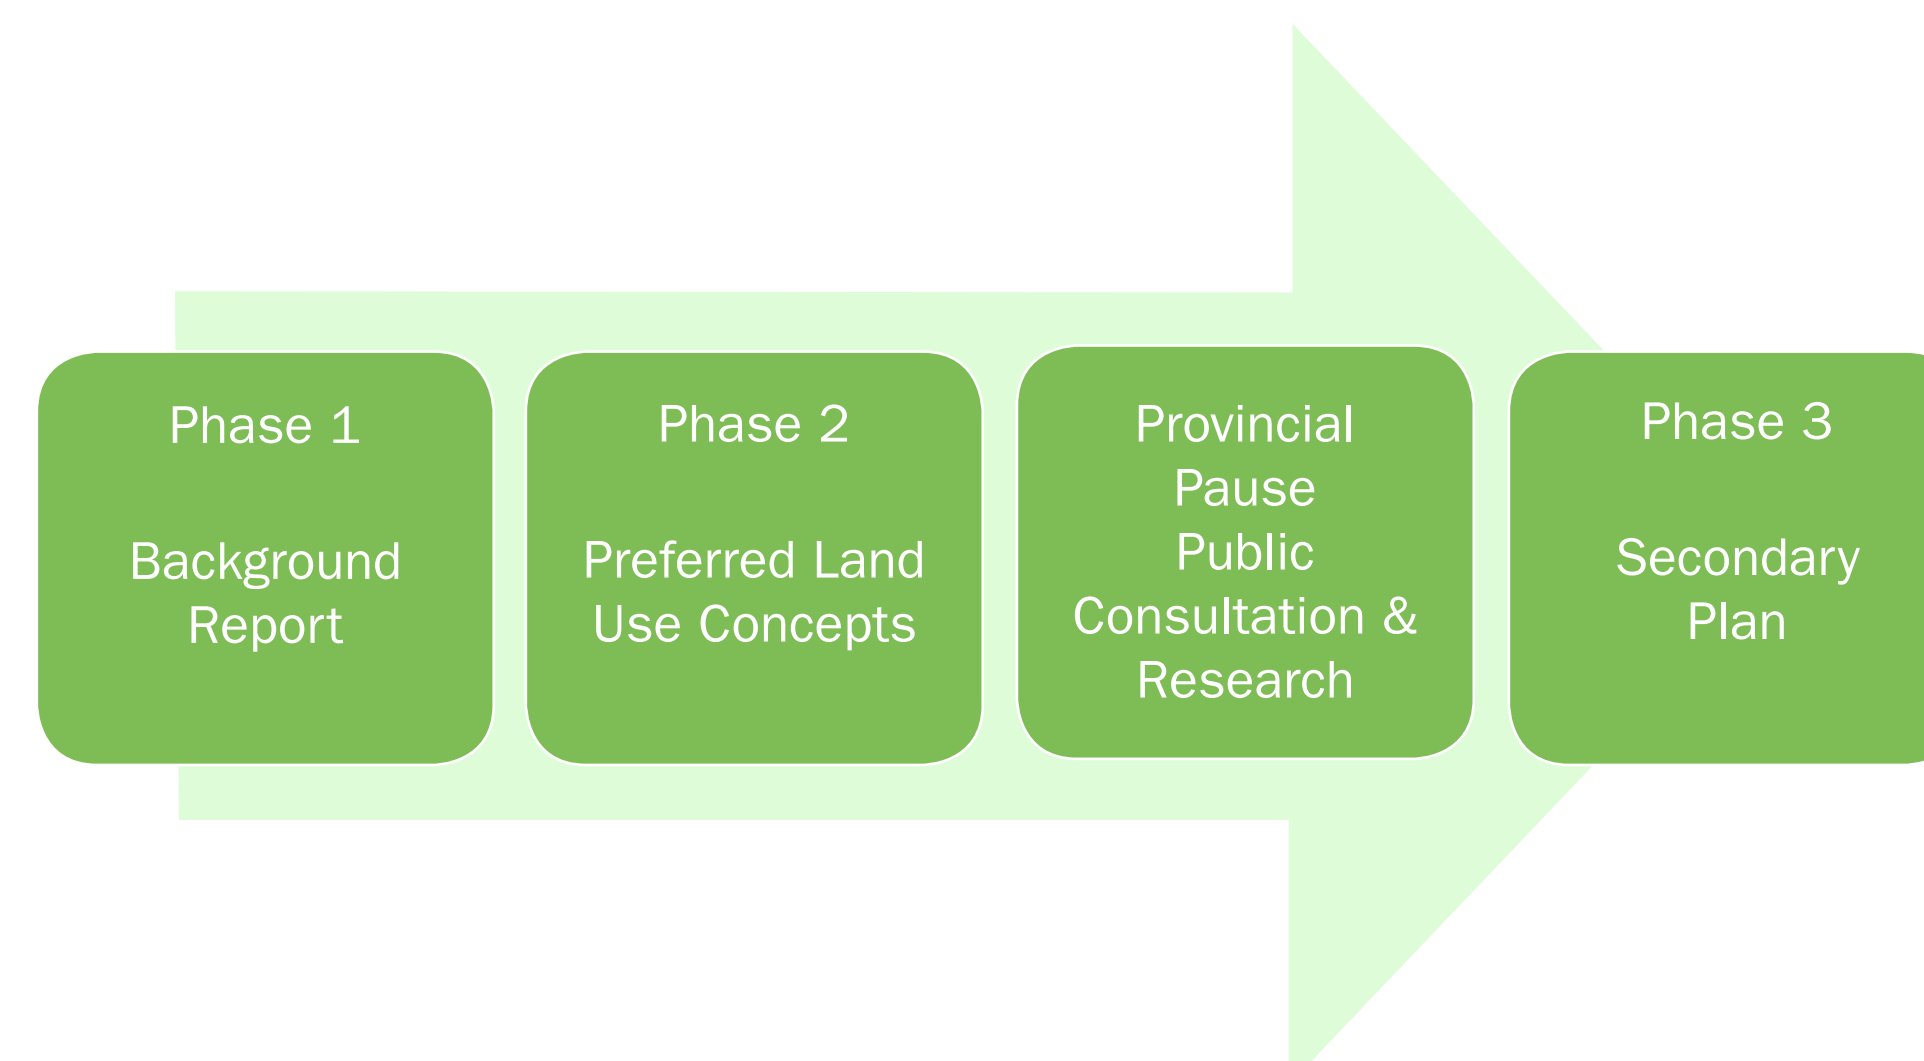 Phase 1
Background
Report
Phase 2
Preferred Land
Use Concepts
Provincial
Pause
Public
Consultation &
Research
Phase 3
Secondary
Plan